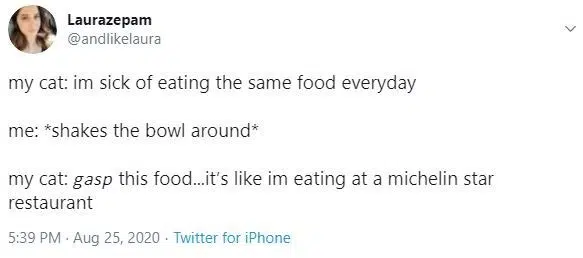 Laurazepam
@andlikelaura
my cat: im sick of eating the same food everyday
me: *shakes the bowl around*
my cat: gasp this food...it’s like im eating at a michelin star
restaurant
5:39 PM · Aug 25, 2020 · Twitter for iPhone